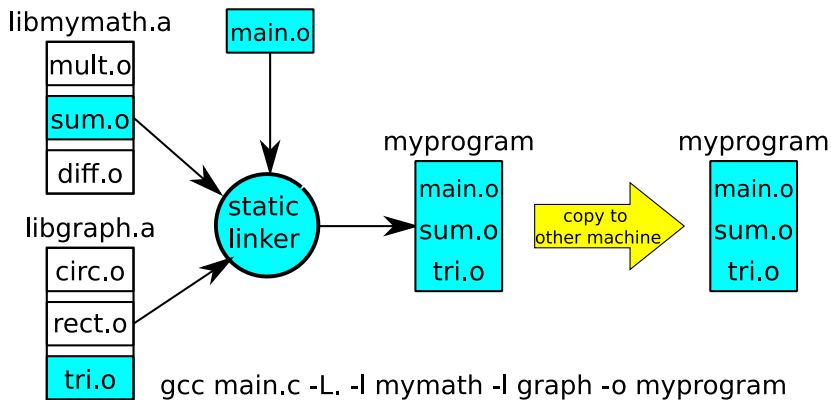 libmymath.a
mult.o
sum.o
diff.o
main.o
libgraph.a
circ.o
rect.o
tri.o
static
linker
myprogram
main.o
sum.o
tri.o
copy to
other machine
myprogram
main.o
sum.o
tri.o
gcc main.c -L. -l mymath -l graph -o myprogram